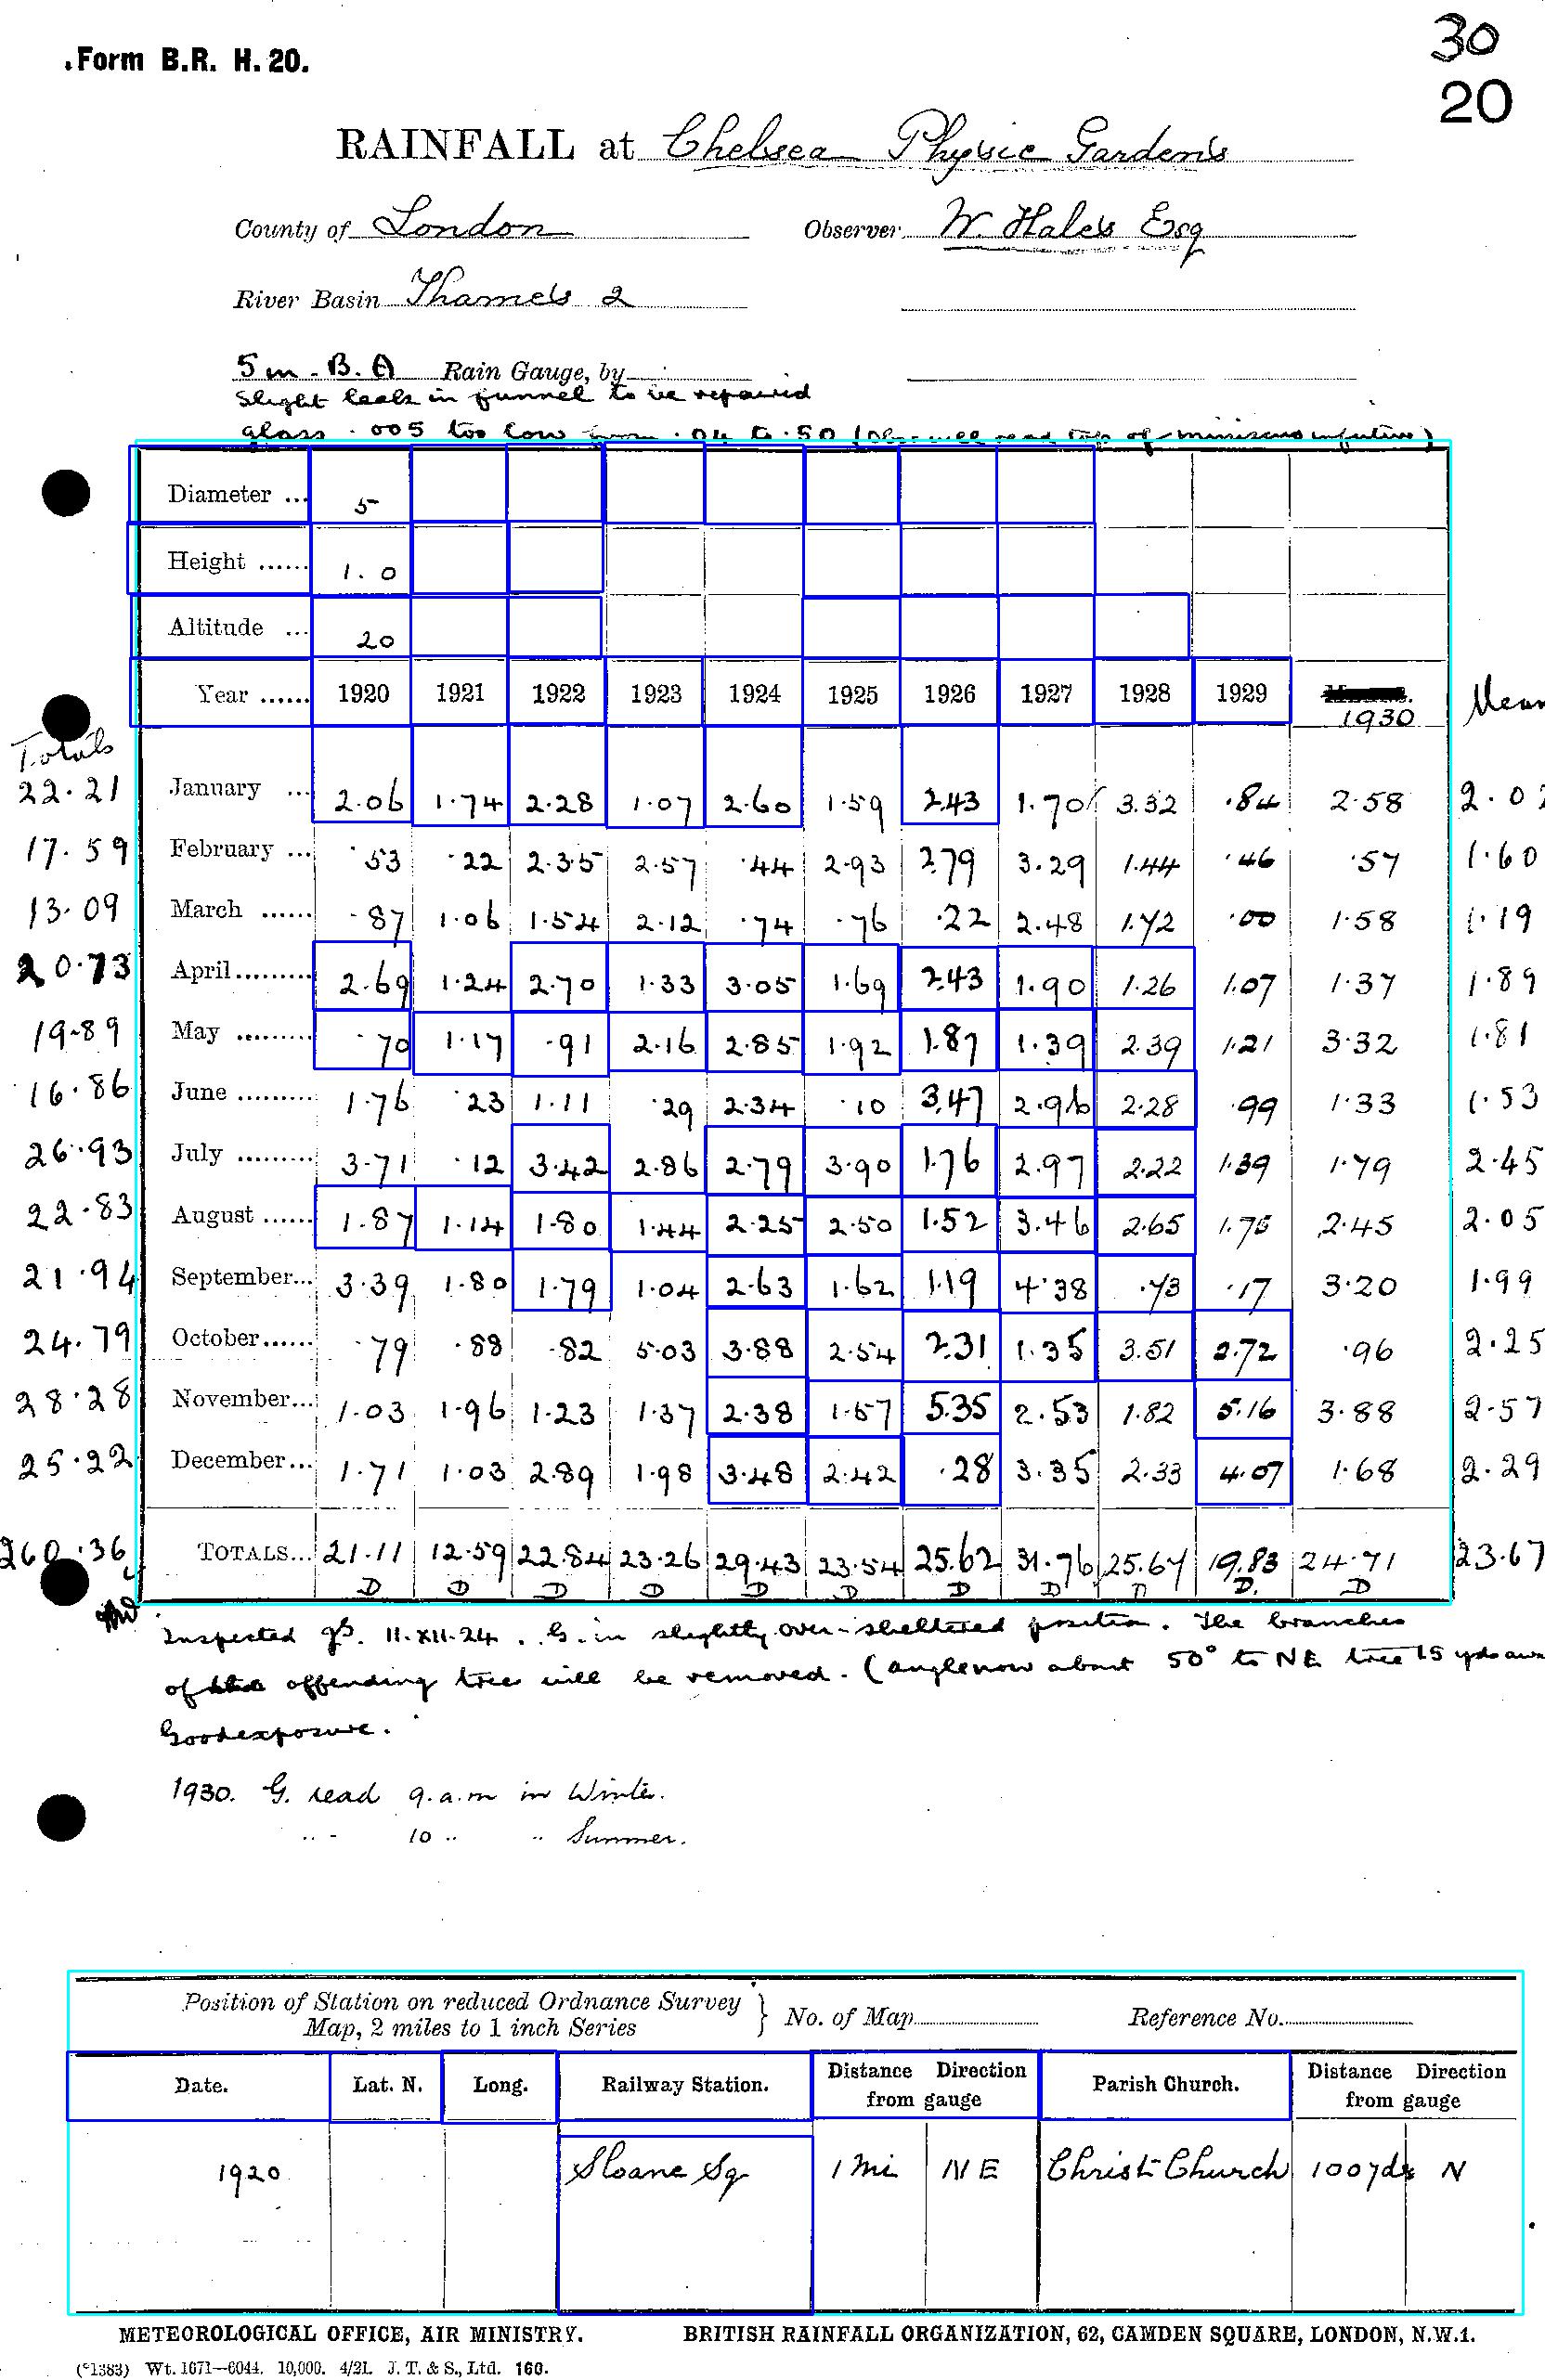 30
Form B.R. H. 20.
20
RAINFALL at Chelsea Physic Gardens
County of London Observer W. Hales Esq
River Basin Thames 2
5 in. B. A Rain Gauge, by
Slight leak in funnel to be repaired
glass .005 too low from .04 to .50 (Obs will read top of miniscus in future)
Diameter ... 5
Height ...... 1.0
Altitude ... 20
Year ...... 1920 1921 1922 1923 1924 1925 1926 1927 1928 1929 1930 Mean
Totals
22.21 January ... 2.06 1.74 2.28 1.07 2.60 1.59 2.43 1.70 3.32 .84 2.58 2.02
17.59 February ... .53 .22 2.35 2.57 .44 2.93 2.79 3.29 1.44 .46 .57 1.60
13.09 March ...... .87 1.06 1.54 2.12 .74 .76 .22 2.48 1.72 .00 1.58 1.19
20.73 April......... 2.69 1.24 2.70 1.33 3.05 1.69 2.43 1.90 1.26 1.07 1.37 1.89
19.89 May ......... .70 1.17 .91 2.16 2.85 1.92 1.87 1.39 2.39 1.21 3.32 1.81
16.86 June ......... 1.76 .23 1.11 .29 2.34 .10 3.47 2.96 2.28 .99 1.33 1.53
26.93 July ......... 3.71 .12 3.42 2.86 2.79 3.90 1.76 2.97 2.22 1.39 1.79 2.45
22.83 August ...... 1.87 1.14 1.80 1.44 2.25 2.50 1.52 3.46 2.65 1.75 2.45 2.05
21.94 September... 3.39 1.80 1.79 1.04 2.63 1.62 1.19 4.38 .73 .17 3.20 1.99
24.79 October...... .79 .88 .82 5.03 3.88 2.54 2.31 1.35 3.51 2.72 .96 2.25
28.28 November... 1.03 1.96 1.23 1.37 2.38 1.57 5.35 2.53 1.82 5.16 3.88 2.57
25.22 December... 1.71 1.03 2.89 1.98 3.48 2.42 .28 3.35 2.33 4.07 1.68 2.29
260.36 TOTALS... 21.11 12.59 22.84 23.26 29.43 23.54 25.62 31.76 25.67 19.83 24.71 23.67
D D D D D D D D D D. D
Inspected 11.XII.24. G. in slightly over-sheltered position. The branches
of offending tree will be removed. (angle now about 50° to NE tree 15 yds
Good exposure.
1930. G. read 9.a.m in Winter.
.. - 10 .. .. Summer.
Position of Station on reduced Ordnance Survey
Map, 2 miles to 1 inch Series } No. of Map Reference No.
Date. Lat. N. Long. Railway Station. Distance Direction from gauge Parish Church. Distance Direction from gauge
1920 Sloane Sq 1 mi NE Christ Church 100yds N
METEOROLOGICAL OFFICE, AIR MINISTRY. BRITISH RAINFALL ORGANIZATION, 62, CAMDEN SQUARE, LONDON, N.W.1.
(*1383) Wt. 1671—6044. 10,000. 4/21. J. T. & S., Ltd. 160.